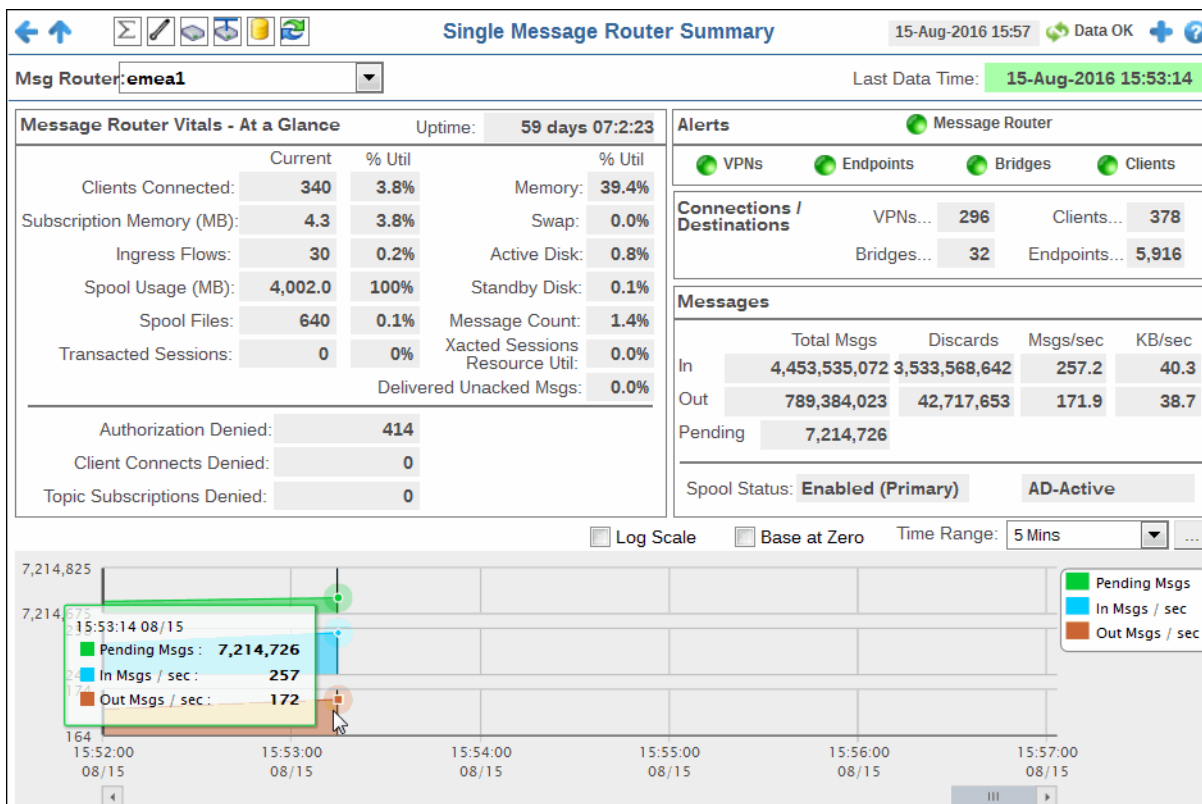 Single Message Router Summary 15-Aug-2016 15:57 Data OK
Msg Router: emea1 Last Data Time: 15-Aug-2016 15:53:14
Message Router Vitals - At a Glance Uptime: 59 days 07:2:23
Current % Util % Util
Clients Connected: 340 3.8% Memory: 39.4%
Subscription Memory (MB): 4.3 3.8% Swap: 0.0%
Ingress Flows: 30 0.2% Active Disk: 0.8%
Spool Usage (MB): 4,002.0 100% Standby Disk: 0.1%
Spool Files: 640 0.1% Message Count: 1.4%
Transacted Sessions: 0 0% Xacted Sessions
Resource Util: 0.0%
Delivered Unacked Msgs: 0.0%
Authorization Denied: 414
Client Connects Denied: 0
Topic Subscriptions Denied: 0
Alerts Message Router
VPNs Endpoints Bridges Clients
Connections /
Destinations
VPNs... 296 Clients... 378
Bridges... 32 Endpoints... 5,916
Messages
Total Msgs Discards Msgs/sec KB/sec
In 4,453,535,072 3,533,568,642 257.2 40.3
Out 789,384,023 42,717,653 171.9 38.7
Pending 7,214,726
Spool Status: Enabled (Primary) AD-Active
Log Scale Base at Zero Time Range: 5 Mins ...
7,214,825
7,214,675
15:53:14 08/15
Pending Msgs : 7,214,726
In Msgs / sec : 257
Out Msgs / sec : 172
174
164
Pending Msgs
In Msgs / sec
Out Msgs / sec
15:52:00 15:53:00 15:54:00 15:55:00 15:56:00 15:57:00
08/15 08/15 08/15 08/15 08/15 08/15